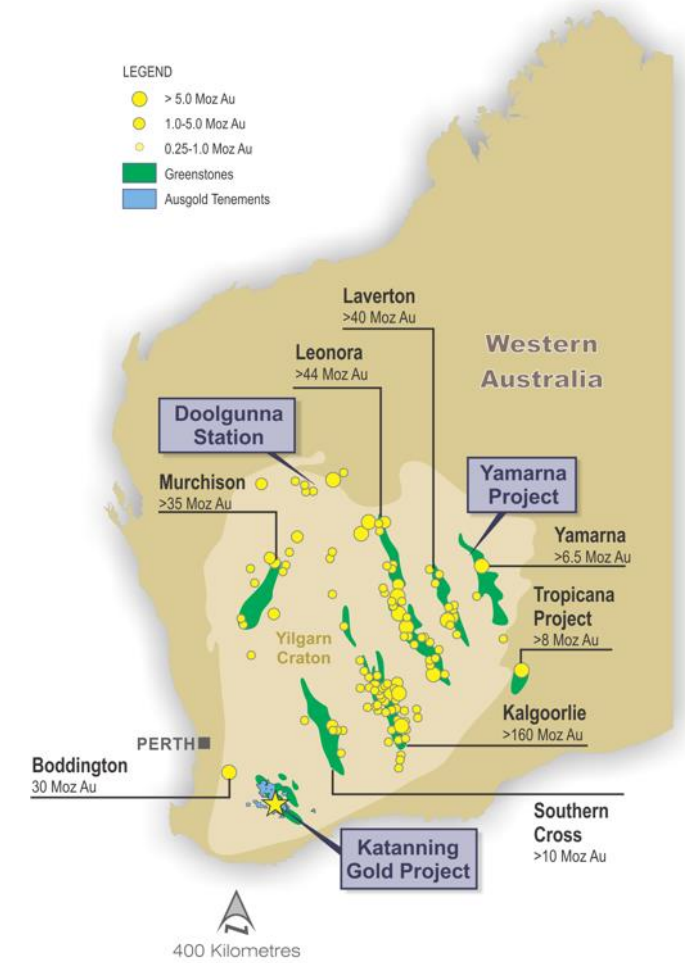 LEGEND
> 5.0 Moz Au
1.0-5.0 Moz Au
0.25-1.0 Moz Au
Greenstones
Ausgold Tenements
Laverton
>40 Moz Au
Leonora
>44 Moz Au
Western
Australia
Doolgunna
Station
Murchison
>35 Moz Au
Yamarna
Project
Yamarna
>6.5 Moz Au
Tropicana
Project
>8 Moz Au
Yilgarn
Craton
Kalgoorlie
>160 Moz Au
PERTH
Boddington
30 Moz Au
Southern
Cross
>10 Moz Au
Katanning
Gold Project
N
400 Kilometres